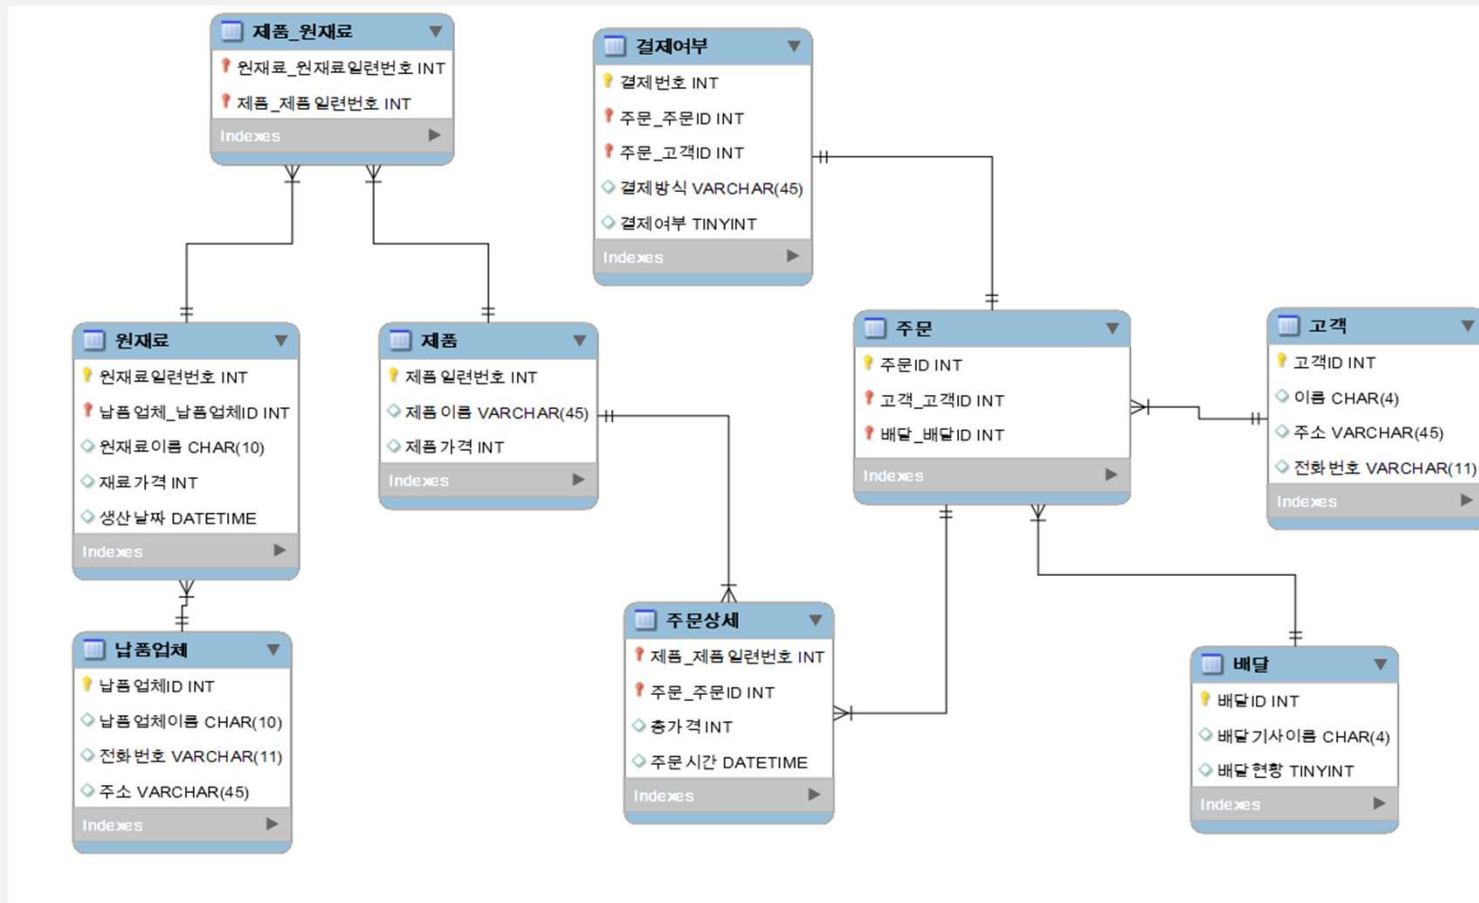 제품_원재료
원재료_원재료일련번호 INT
제품_제품일련번호 INT
Indexes
결제여부
결제번호 INT
주문_주문ID INT
주문_고객ID INT
결제방식 VARCHAR(45)
결제여부 TINYINT
Indexes
원재료
원재료일련번호 INT
납품업체_납품업체ID INT
원재료이름 CHAR(10)
재료가격 INT
생산날짜 DATETIME
Indexes
제품
제품일련번호 INT
제품이름 VARCHAR(45)
제품가격 INT
Indexes
주문
주문ID INT
고객_고객ID INT
배달_배달ID INT
Indexes
고객
고객ID INT
이름 CHAR(4)
주소 VARCHAR(45)
전화번호 VARCHAR(11)
Indexes
납품업체
납품업체ID INT
납품업체이름 CHAR(10)
전화번호 VARCHAR(11)
주소 VARCHAR(45)
Indexes
주문상세
제품_제품일련번호 INT
주문_주문ID INT
총가격 INT
주문시간 DATETIME
Indexes
배달
배달ID INT
배달기사이름 CHAR(4)
배달현황 TINYINT
Indexes